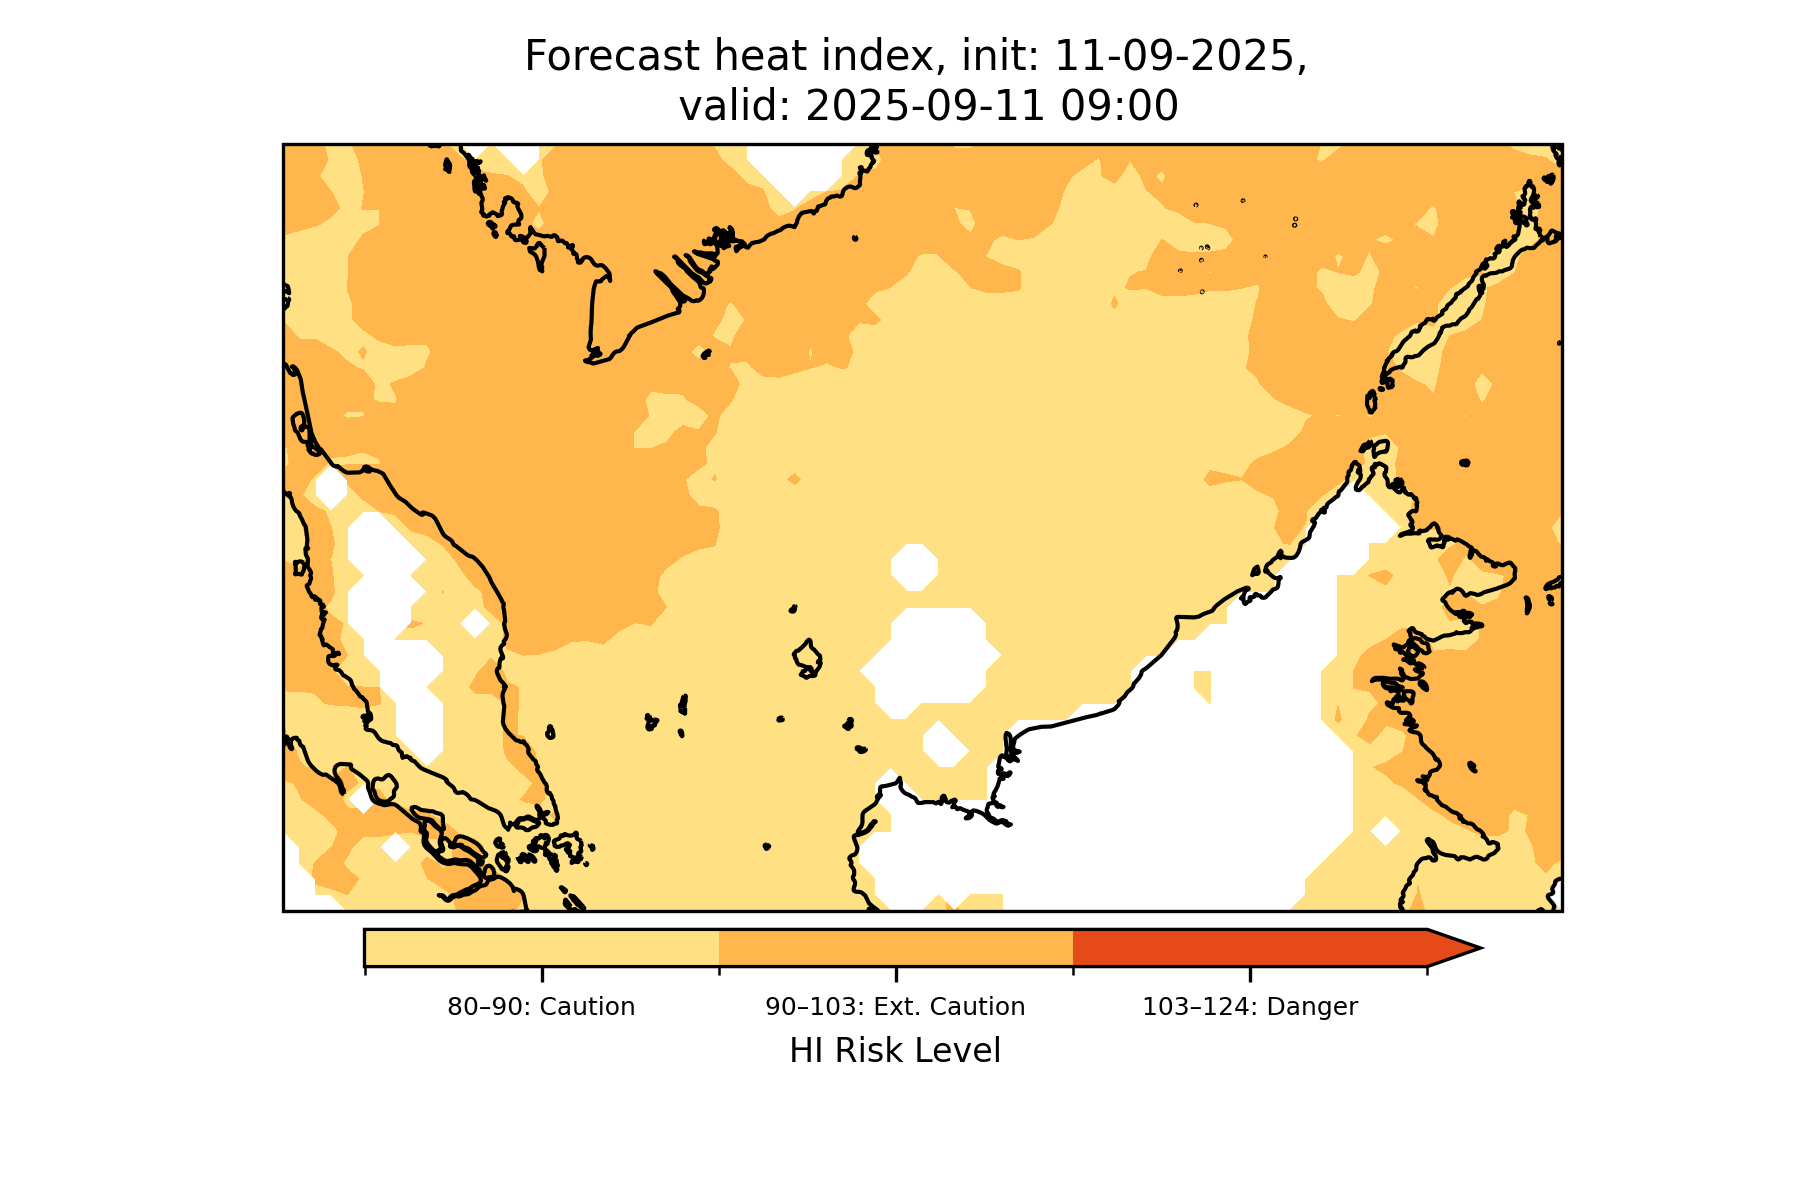 Forecast heat index, init: 11-09-2025,
valid: 2025-09-11 09:00
80–90: Caution
90–103: Ext. Caution
103–124: Danger
HI Risk Level